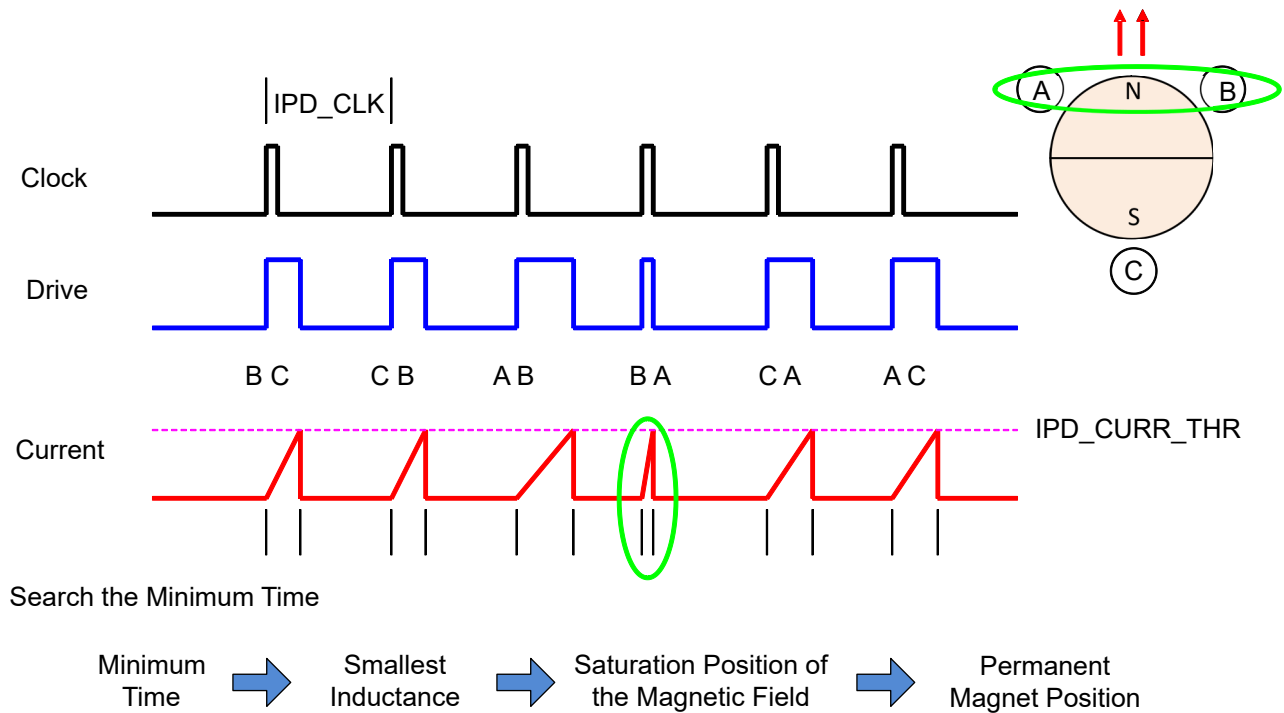 IPD_CLK
A
N
B
Clock
S
C
Drive
B C
C B
A B
B A
C A
A C
IPD_CURR_THR
Current
Search the Minimum Time
Minimum
Time
Smallest
Inductance
Saturation Position of
the Magnetic Field
Permanent
Magnet Position